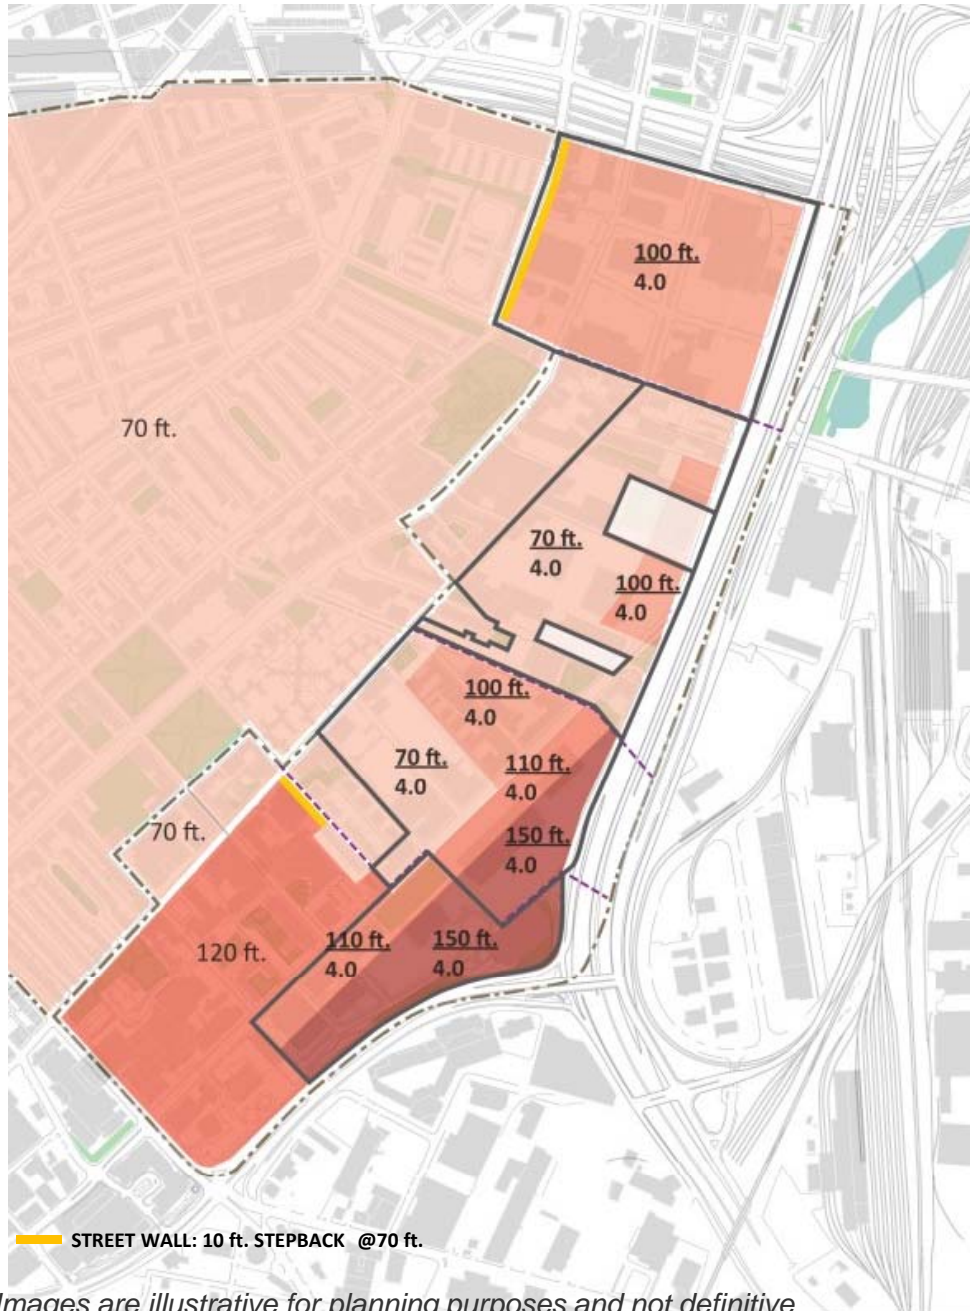 100 ft.
4.0
70 ft.
70 ft.
4.0
100 ft.
4.0
100 ft.
4.0
70 ft.
4.0
110 ft.
4.0
150 ft.
4.0
70 ft.
120 ft.
110 ft.
4.0
150 ft.
4.0
STREET WALL: 10 ft. STEPBACK @70 ft.
Images are illustrative for planning purposes and not definitive